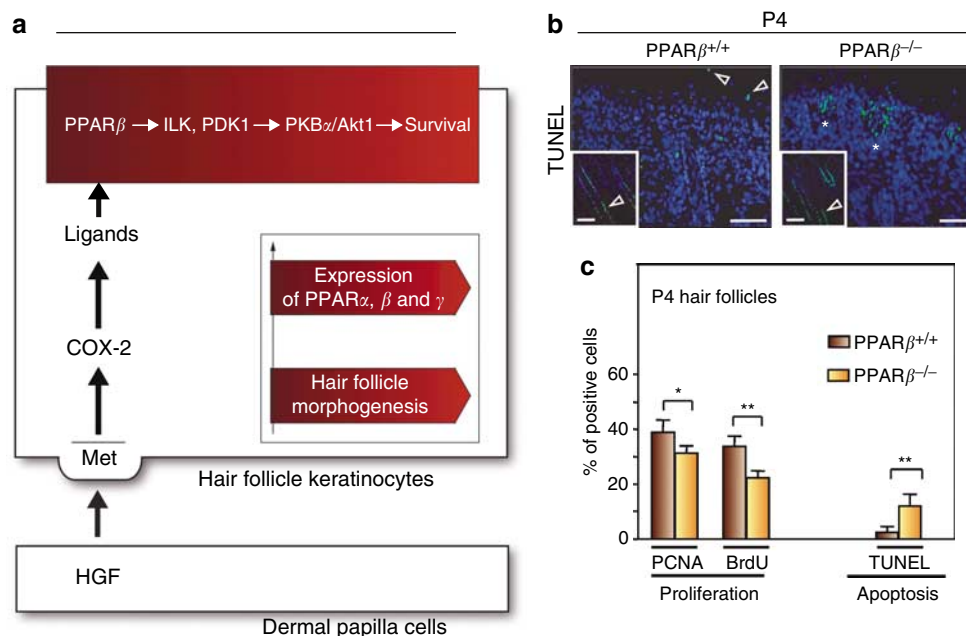 a
PPARβ → ILK, PDK1 → PKBα/Akt1 → Survival
Ligands
COX-2
Met
Expression
of PPARα, β and γ
Hair follicle
morphogenesis
Hair follicle keratinocytes
HGF
Dermal papilla cells
b
P4
PPARβ+/+ PPARβ–/–
TUNEL
* *
c
P4 hair follicles
PPARβ+/+
PPARβ–/–
% of positive cells
60
40
20
0
* ** **
PCNA BrdU TUNEL
Proliferation Apoptosis